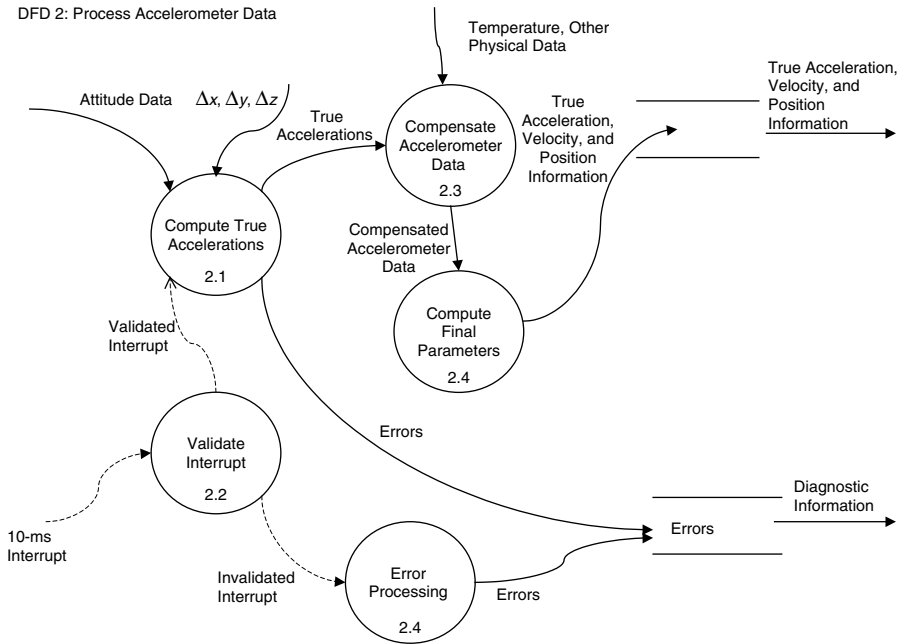 DFD 2: Process Accelerometer Data
Temperature, Other
Physical Data
True Acceleration,
Velocity, and
Position
Information
Attitude Data
Δx, Δy, Δz
True
Accelerations
Compensate
Accelerometer
Data
2.3
True
Acceleration,
Velocity, and
Position
Information
Compute True
Accelerations
2.1
Compensated
Accelerometer
Data
Compute
Final
Parameters
2.4
Validated
Interrupt
Validate
Interrupt
2.2
Errors
10-ms
Interrupt
Invalidated
Interrupt
Error
Processing
2.4
Errors
Errors
Diagnostic
Information